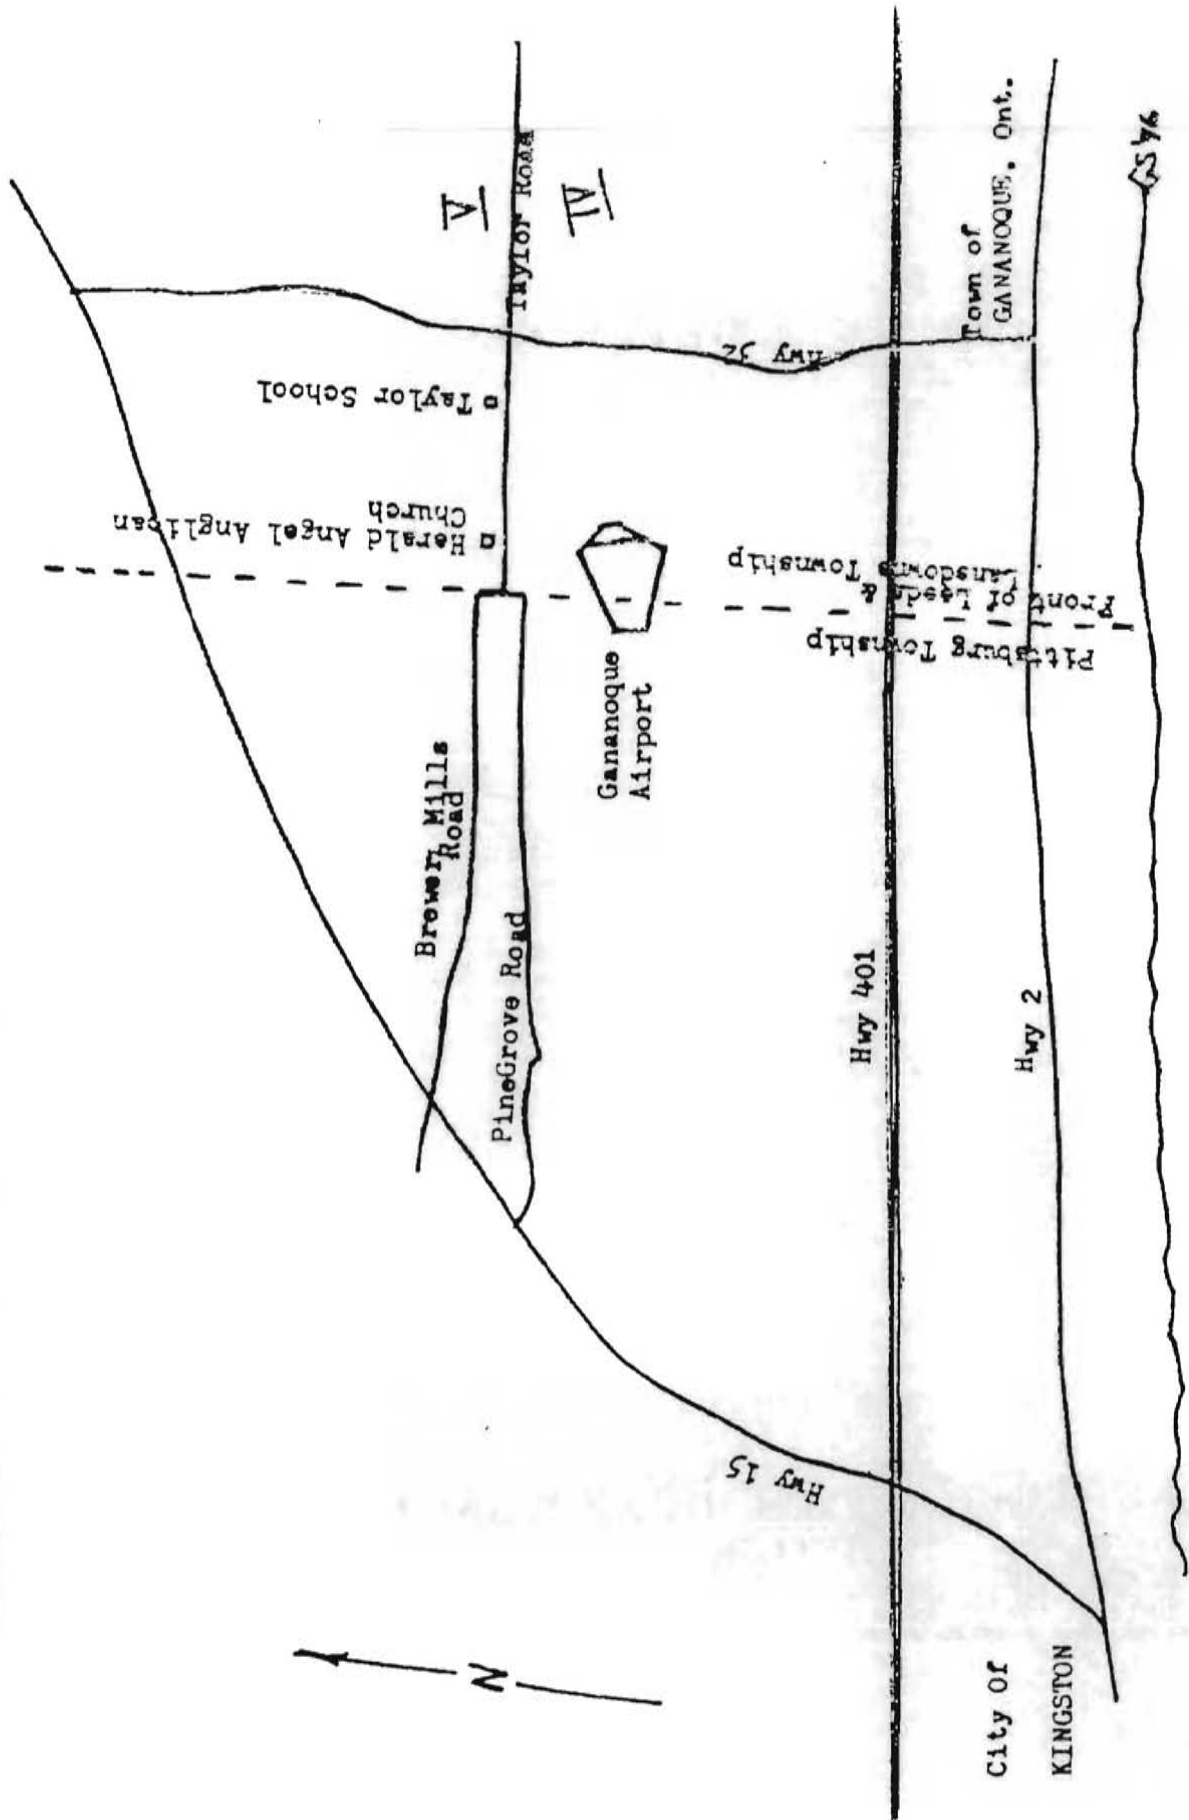 Taylor Road
V
IV
Taylor School
Herald Angel Anglican
Church
Hwy 32
Town of
GANANOQUE, Ont.
Front of Leeds &
Lansdowne Township
Pittsburg Township
Gananoque
Airport
Brewer Mills
Road
PineGrove Road
Hwy 401
Hwy 2
Hwy 15
N
City Of
KINGSTON